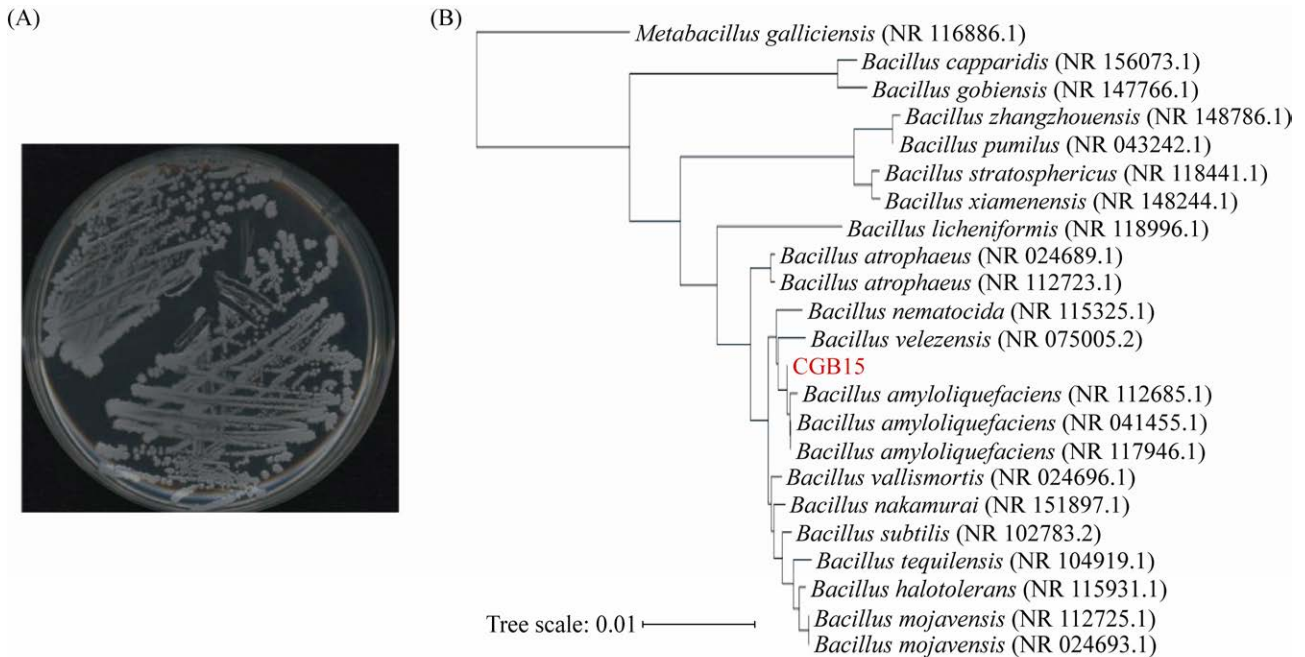 (A)
(B)
Metabacillus galliciensis (NR 116886.1)
Bacillus capparidis (NR 156073.1)
Bacillus gobiensis (NR 147766.1)
Bacillus zhangzhouensis (NR 148786.1)
Bacillus pumilus (NR 043242.1)
Bacillus stratosphericus (NR 118441.1)
Bacillus xiamenensis (NR 148244.1)
Bacillus licheniformis (NR 118996.1)
Bacillus atrophaeus (NR 024689.1)
Bacillus atrophaeus (NR 112723.1)
Bacillus nematocida (NR 115325.1)
Bacillus velezensis (NR 075005.2)
CGB15
Bacillus amyloliquefaciens (NR 112685.1)
Bacillus amyloliquefaciens (NR 041455.1)
Bacillus amyloliquefaciens (NR 117946.1)
Bacillus vallismortis (NR 024696.1)
Bacillus nakamurai (NR 151897.1)
Bacillus subtilis (NR 102783.2)
Bacillus tequilensis (NR 104919.1)
Bacillus halotolerans (NR 115931.1)
Bacillus mojavensis (NR 112725.1)
Bacillus mojavensis (NR 024693.1)
Tree scale: 0.01